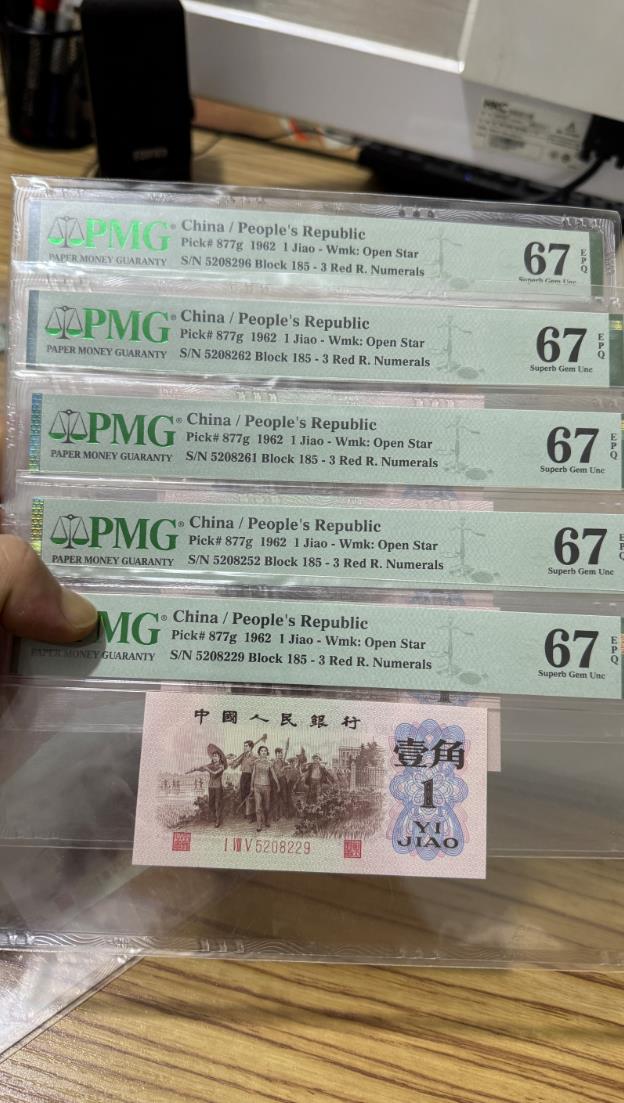 PMG®
PAPER MONEY GUARANTY
China / People's Republic
Pick# 877g 1962 1 Jiao - Wmk: Open Star
S/N 5208296 Block 185 - 3 Red R. Numerals
67
EPQ
Superb Gem Unc
PMG®
PAPER MONEY GUARANTY
China / People's Republic
Pick# 877g 1962 1 Jiao - Wmk: Open Star
S/N 5208262 Block 185 - 3 Red R. Numerals
67
EPQ
Superb Gem Unc
PMG®
PAPER MONEY GUARANTY
China / People's Republic
Pick# 877g 1962 1 Jiao - Wmk: Open Star
S/N 5208261 Block 185 - 3 Red R. Numerals
67
EPQ
Superb Gem Unc
PMG®
PAPER MONEY GUARANTY
China / People's Republic
Pick# 877g 1962 1 Jiao - Wmk: Open Star
S/N 5208252 Block 185 - 3 Red R. Numerals
67
EPQ
Superb Gem Unc
MG®
PAPER MONEY GUARANTY
China / People's Republic
Pick# 877g 1962 1 Jiao - Wmk: Open Star
S/N 5208229 Block 185 - 3 Red R. Numerals
67
EPQ
Superb Gem Unc
中國人民銀行
壹角
1
YI
JIAO
I VIII V 5208229